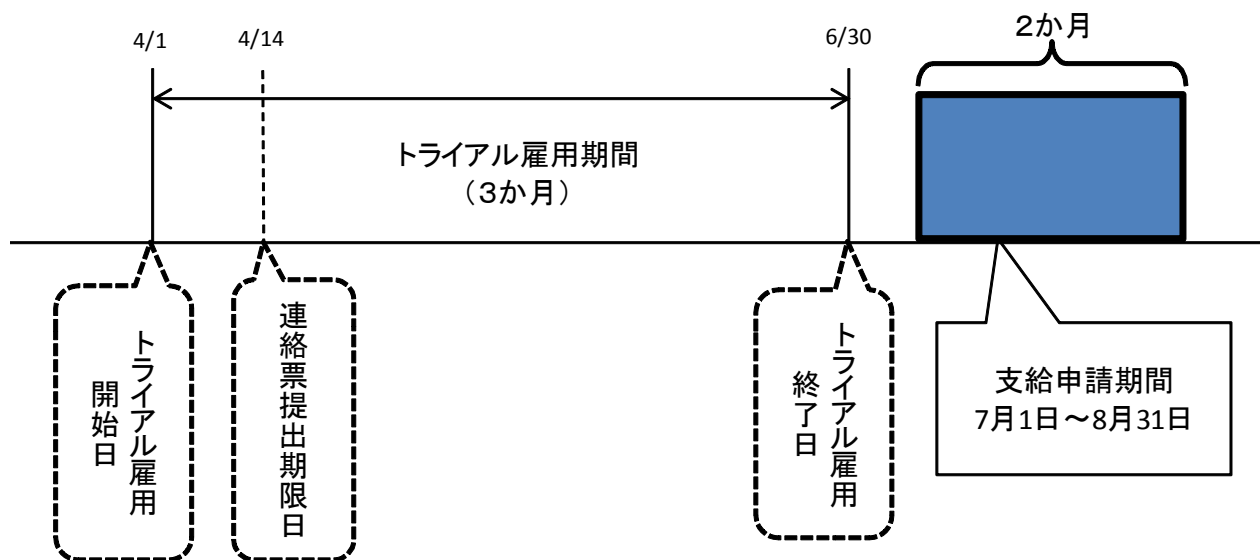 4/1
4/14
6/30
2か月
トライアル雇用期間
（3か月）
トライアル雇用
開始日
連絡票提出期限日
トライアル雇用
終了日
支給申請期間
7月1日～8月31日